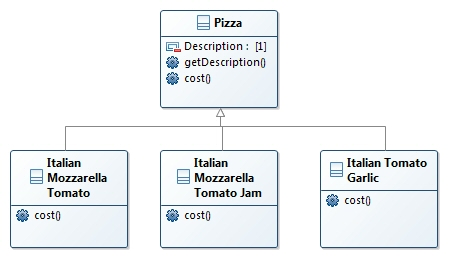 Pizza
Description : [1]
getDescription()
cost()
Italian
Mozzarella
Tomato
cost()
Italian
Mozzarella
Tomato Jam
cost()
Italian Tomato
Garlic
cost()